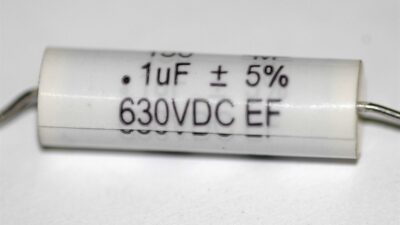 .1uF ± 5%
630VDC EF